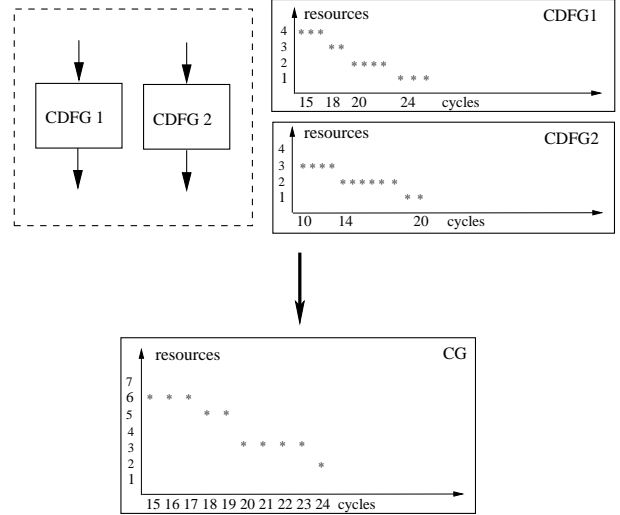 CDFG 1
CDFG 2
resources
CDFG1
4
3
2
1
15 18 20 24 cycles
resources
CDFG2
4
3
2
1
10 14 20 cycles
resources
CG
7
6
5
4
3
2
1
15 16 17 18 19 20 21 22 23 24 cycles